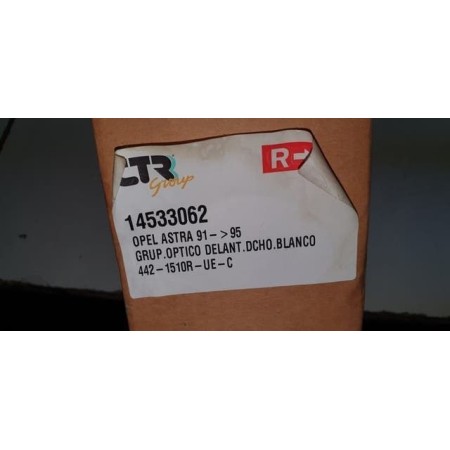 CTR
Group
R→
14533062
OPEL ASTRA 91->95
GRUP.OPTICO DELANT.DCHO.BLANCO
442-1510R-UE-C